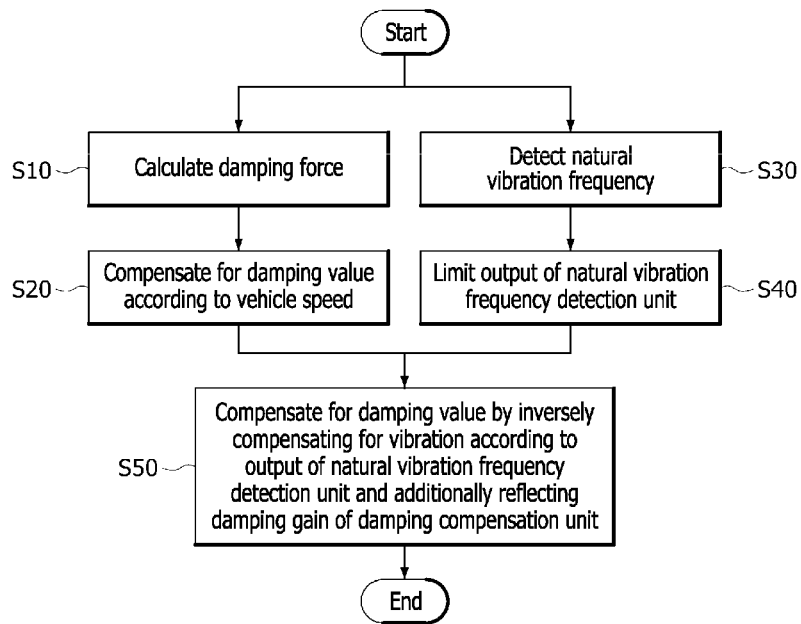 Start
S10
Calculate damping force
Detect natural
vibration frequency
S30
S20
Compensate for damping value
according to vehicle speed
Limit output of natural vibration
frequency detection unit
S40
S50
Compensate for damping value by inversely
compensating for vibration according to
output of natural vibration frequency
detection unit and additionally reflecting
damping gain of damping compensation unit
End